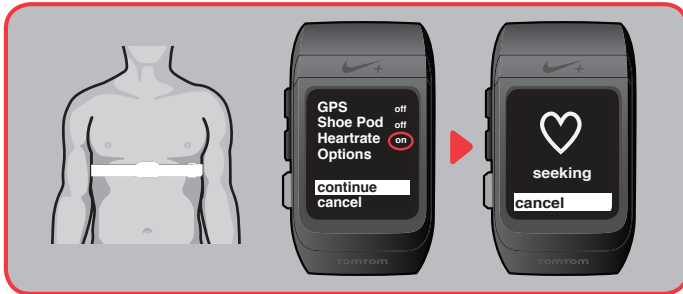 GPS off
Shoe Pod off
Heartrate on
Options
continue
cancel
TOMTOM
seeking
cancel
TOMTOM